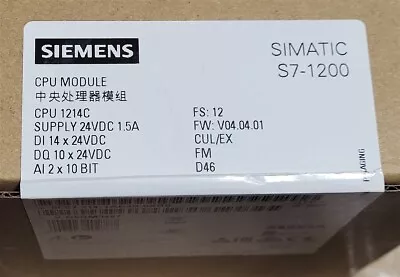 SIEMENS
SIMATIC
S7-1200
CPU MODULE
中央处理器模组
CPU 1214C
SUPPLY 24VDC 1.5A
DI 14 x 24VDC
DQ 10 x 24VDC
AI 2 x 10 BIT
FS: 12
FW: V04.04.01
CUL/EX
FM
D46